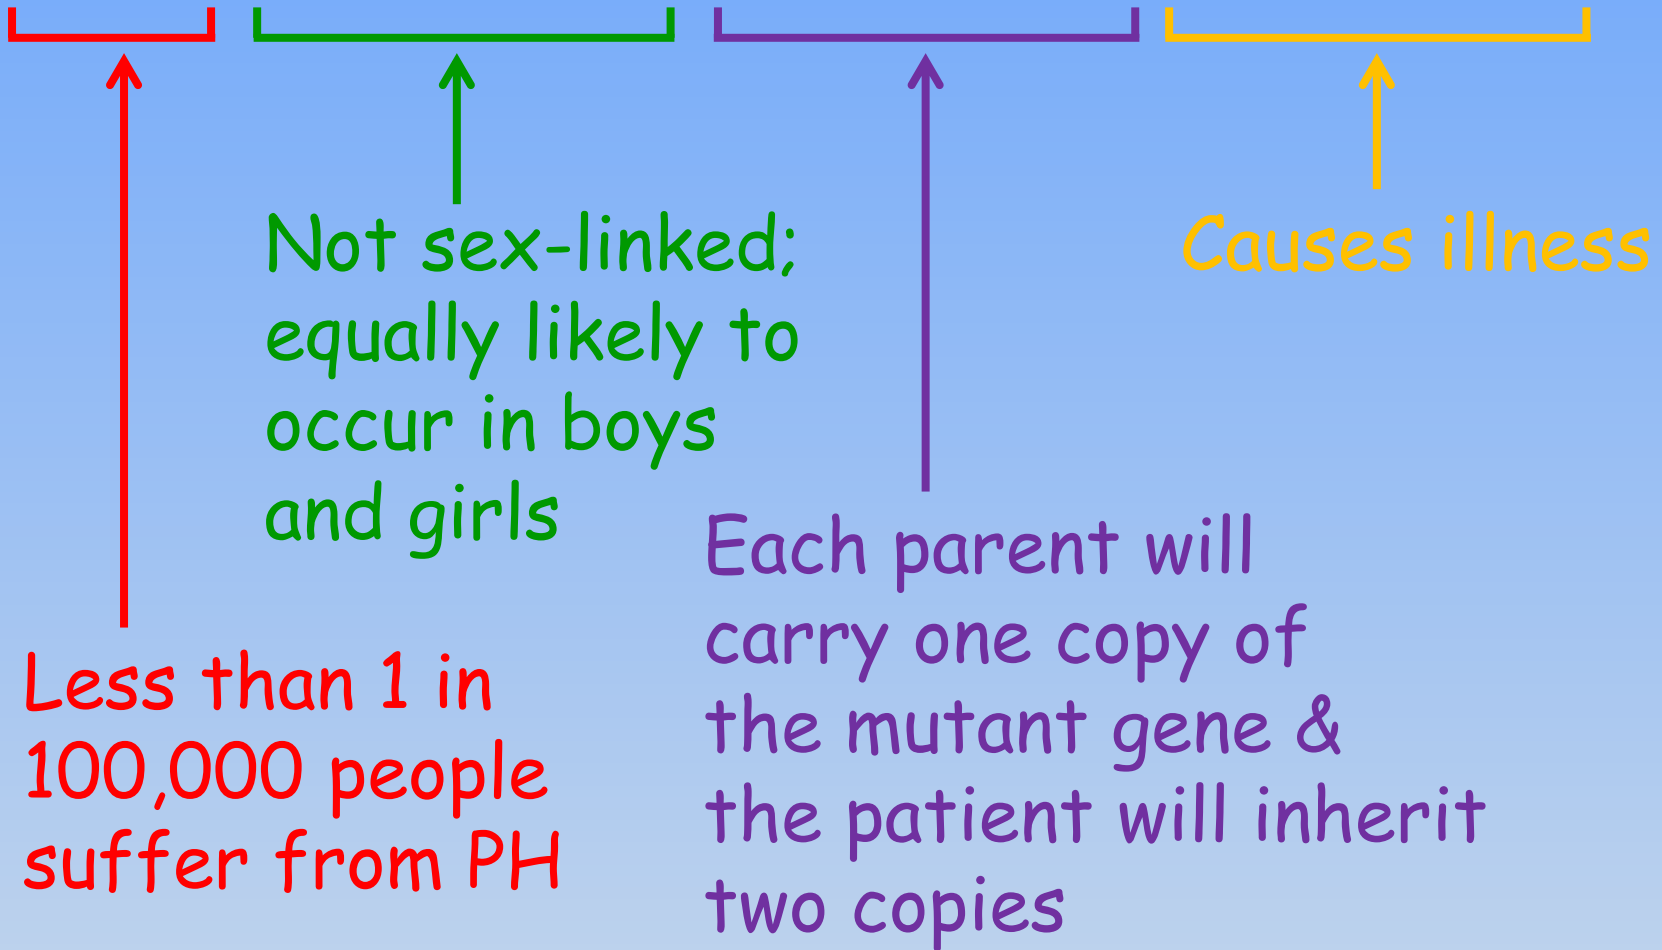 Not sex-linked;
equally likely to
occur in boys
and girls
Causes illness
Less than 1 in
100,000 people
suffer from PH
Each parent will
carry one copy of
the mutant gene &
the patient will inherit
two copies